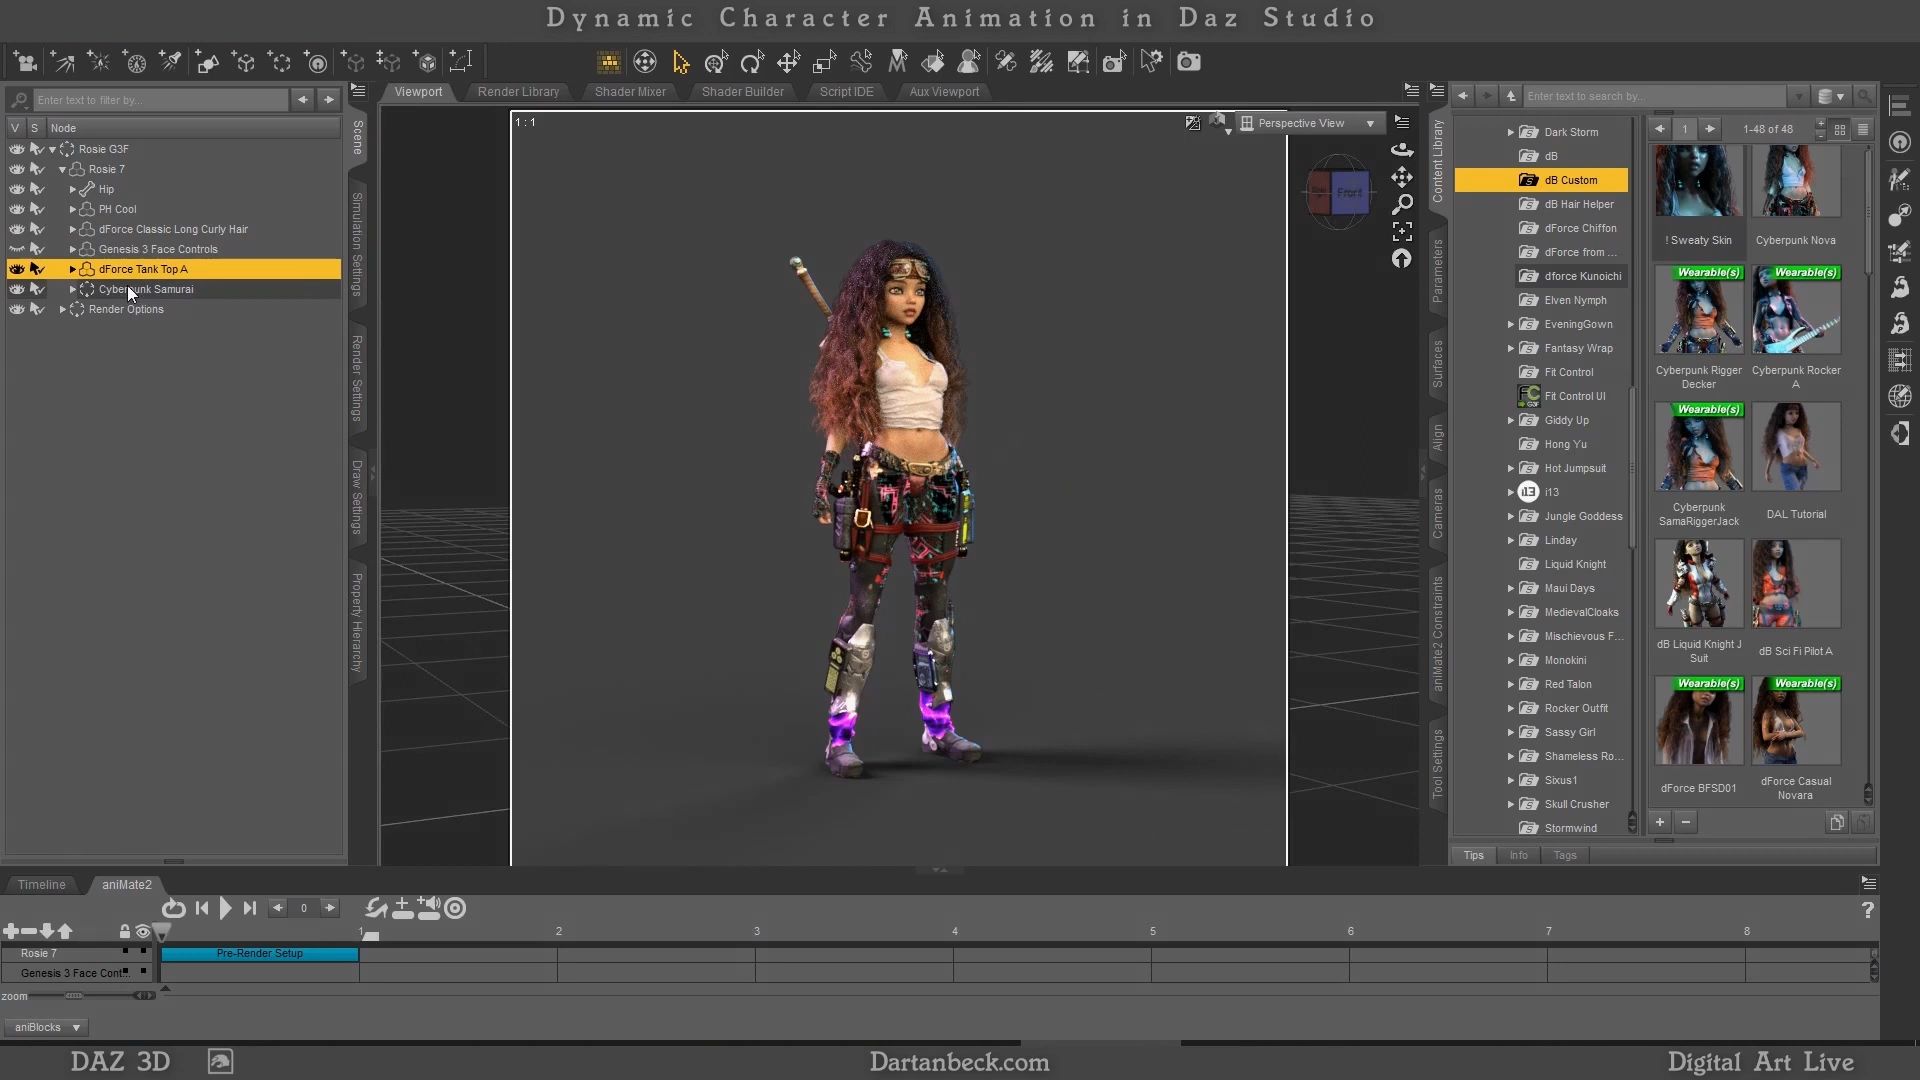 Dynamic Character Animation in Daz Studio
Enter text to filter by...
V S Node
Rosie G3F
Rosie 7
Hip
PH Cool
dForce Classic Long Curly Hair
Genesis 3 Face Controls
dForce Tank Top A
Cyberpunk Samurai
Render Options
Scene
Simulation Settings
Render Settings
Draw Settings
Property Hierarchy
Viewport
Render Library
Shader Mixer
Shader Builder
Script IDE
Aux Viewport
1 : 1
Perspective View
Front
Content Library
Parameters
Surfaces
Align
Cameras
aniMate2 Constraints
Tool Settings
Enter text to search by...
Dark Storm
dB
dB Custom
dB Hair Helper
dForce Chiffon
dForce from ...
dforce Kunoichi
Elven Nymph
EveningGown
Fantasy Wrap
Fit Control
Fit Control UI
Giddy Up
Hong Yu
Hot Jumpsuit
i13
Jungle Goddess
Linday
Liquid Knight
Maui Days
MedievalCloaks
Mischievous F...
Monokini
Red Talon
Rocker Outfit
Sassy Girl
Shameless Ro...
Sixus1
Skull Crusher
Stormwind
1
1-48 of 48
! Sweaty Skin
Cyberpunk Nova
Wearable(s)
Wearable(s)
Cyberpunk Rigger Decker
Cyberpunk Rocker A
Wearable(s)
Cyberpunk SamaRiggerJack
DAL Tutorial
dB Liquid Knight J Suit
dB Sci Fi Pilot A
Wearable(s)
Wearable(s)
dForce BFSD01
dForce Casual Novara
Tips
Info
Tags
Timeline
aniMate2
0
?
1 2 3 4 5 6 7 8
Rosie 7
Pre-Render Setup
Genesis 3 Face Cont...
zoom
aniBlocks
DAZ 3D
Dartanbeck.com
Digital Art Live